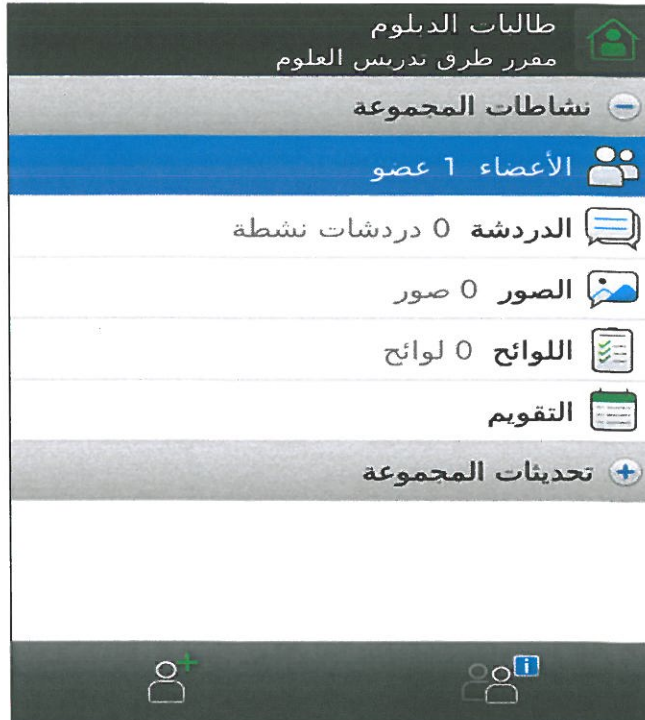 طالبات الدبلوم
مقرر طرق تدريس العلوم
نشاطات المجموعة
الأعضاء 1 عضو
الدردشة 0 دردشات نشطة
الصور 0 صور
اللوائح 0 لوائح
التقويم
تحديثات المجموعة